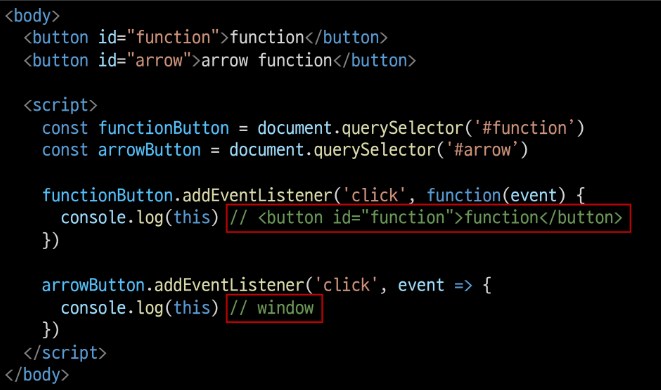 <body>
<button id="function">function</button>
<button id="arrow">arrow function</button>
<script>
const functionButton = document.querySelector('#function’)
const arrowButton = document.querySelector('#arrow’)
functionButton.addEventListener('click', function(event) {
console.log(this) // <button id="function">function</button>
})
arrowButton.addEventListener('click', event => {
console.log(this) // window
})
</script>
</body>